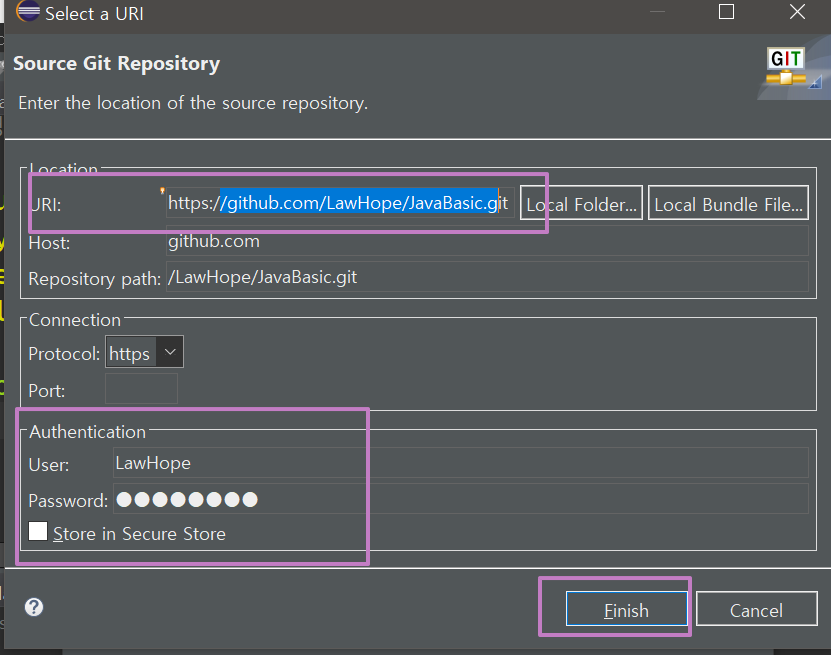 Select a URI
Source Git Repository
GIT
Enter the location of the source repository.
Location
URI: https://github.com/LawHope/JavaBasic.git Local Folder... Local Bundle File...
Host: github.com
Repository path: /LawHope/JavaBasic.git
Connection
Protocol: https
Port:
Authentication
User: LawHope
Password: ●●●●●●●●
Store in Secure Store
? Finish Cancel